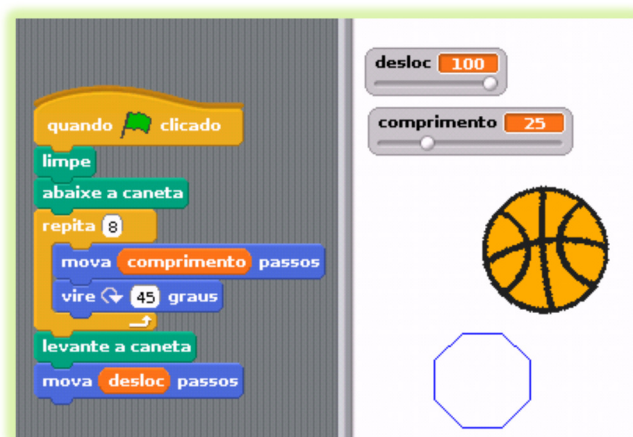 quando clicado
limpe
abaixe a caneta
repita 8
mova comprimento passos
vire 45 graus
levante a caneta
mova desloc passos
desloc 100
comprimento 25